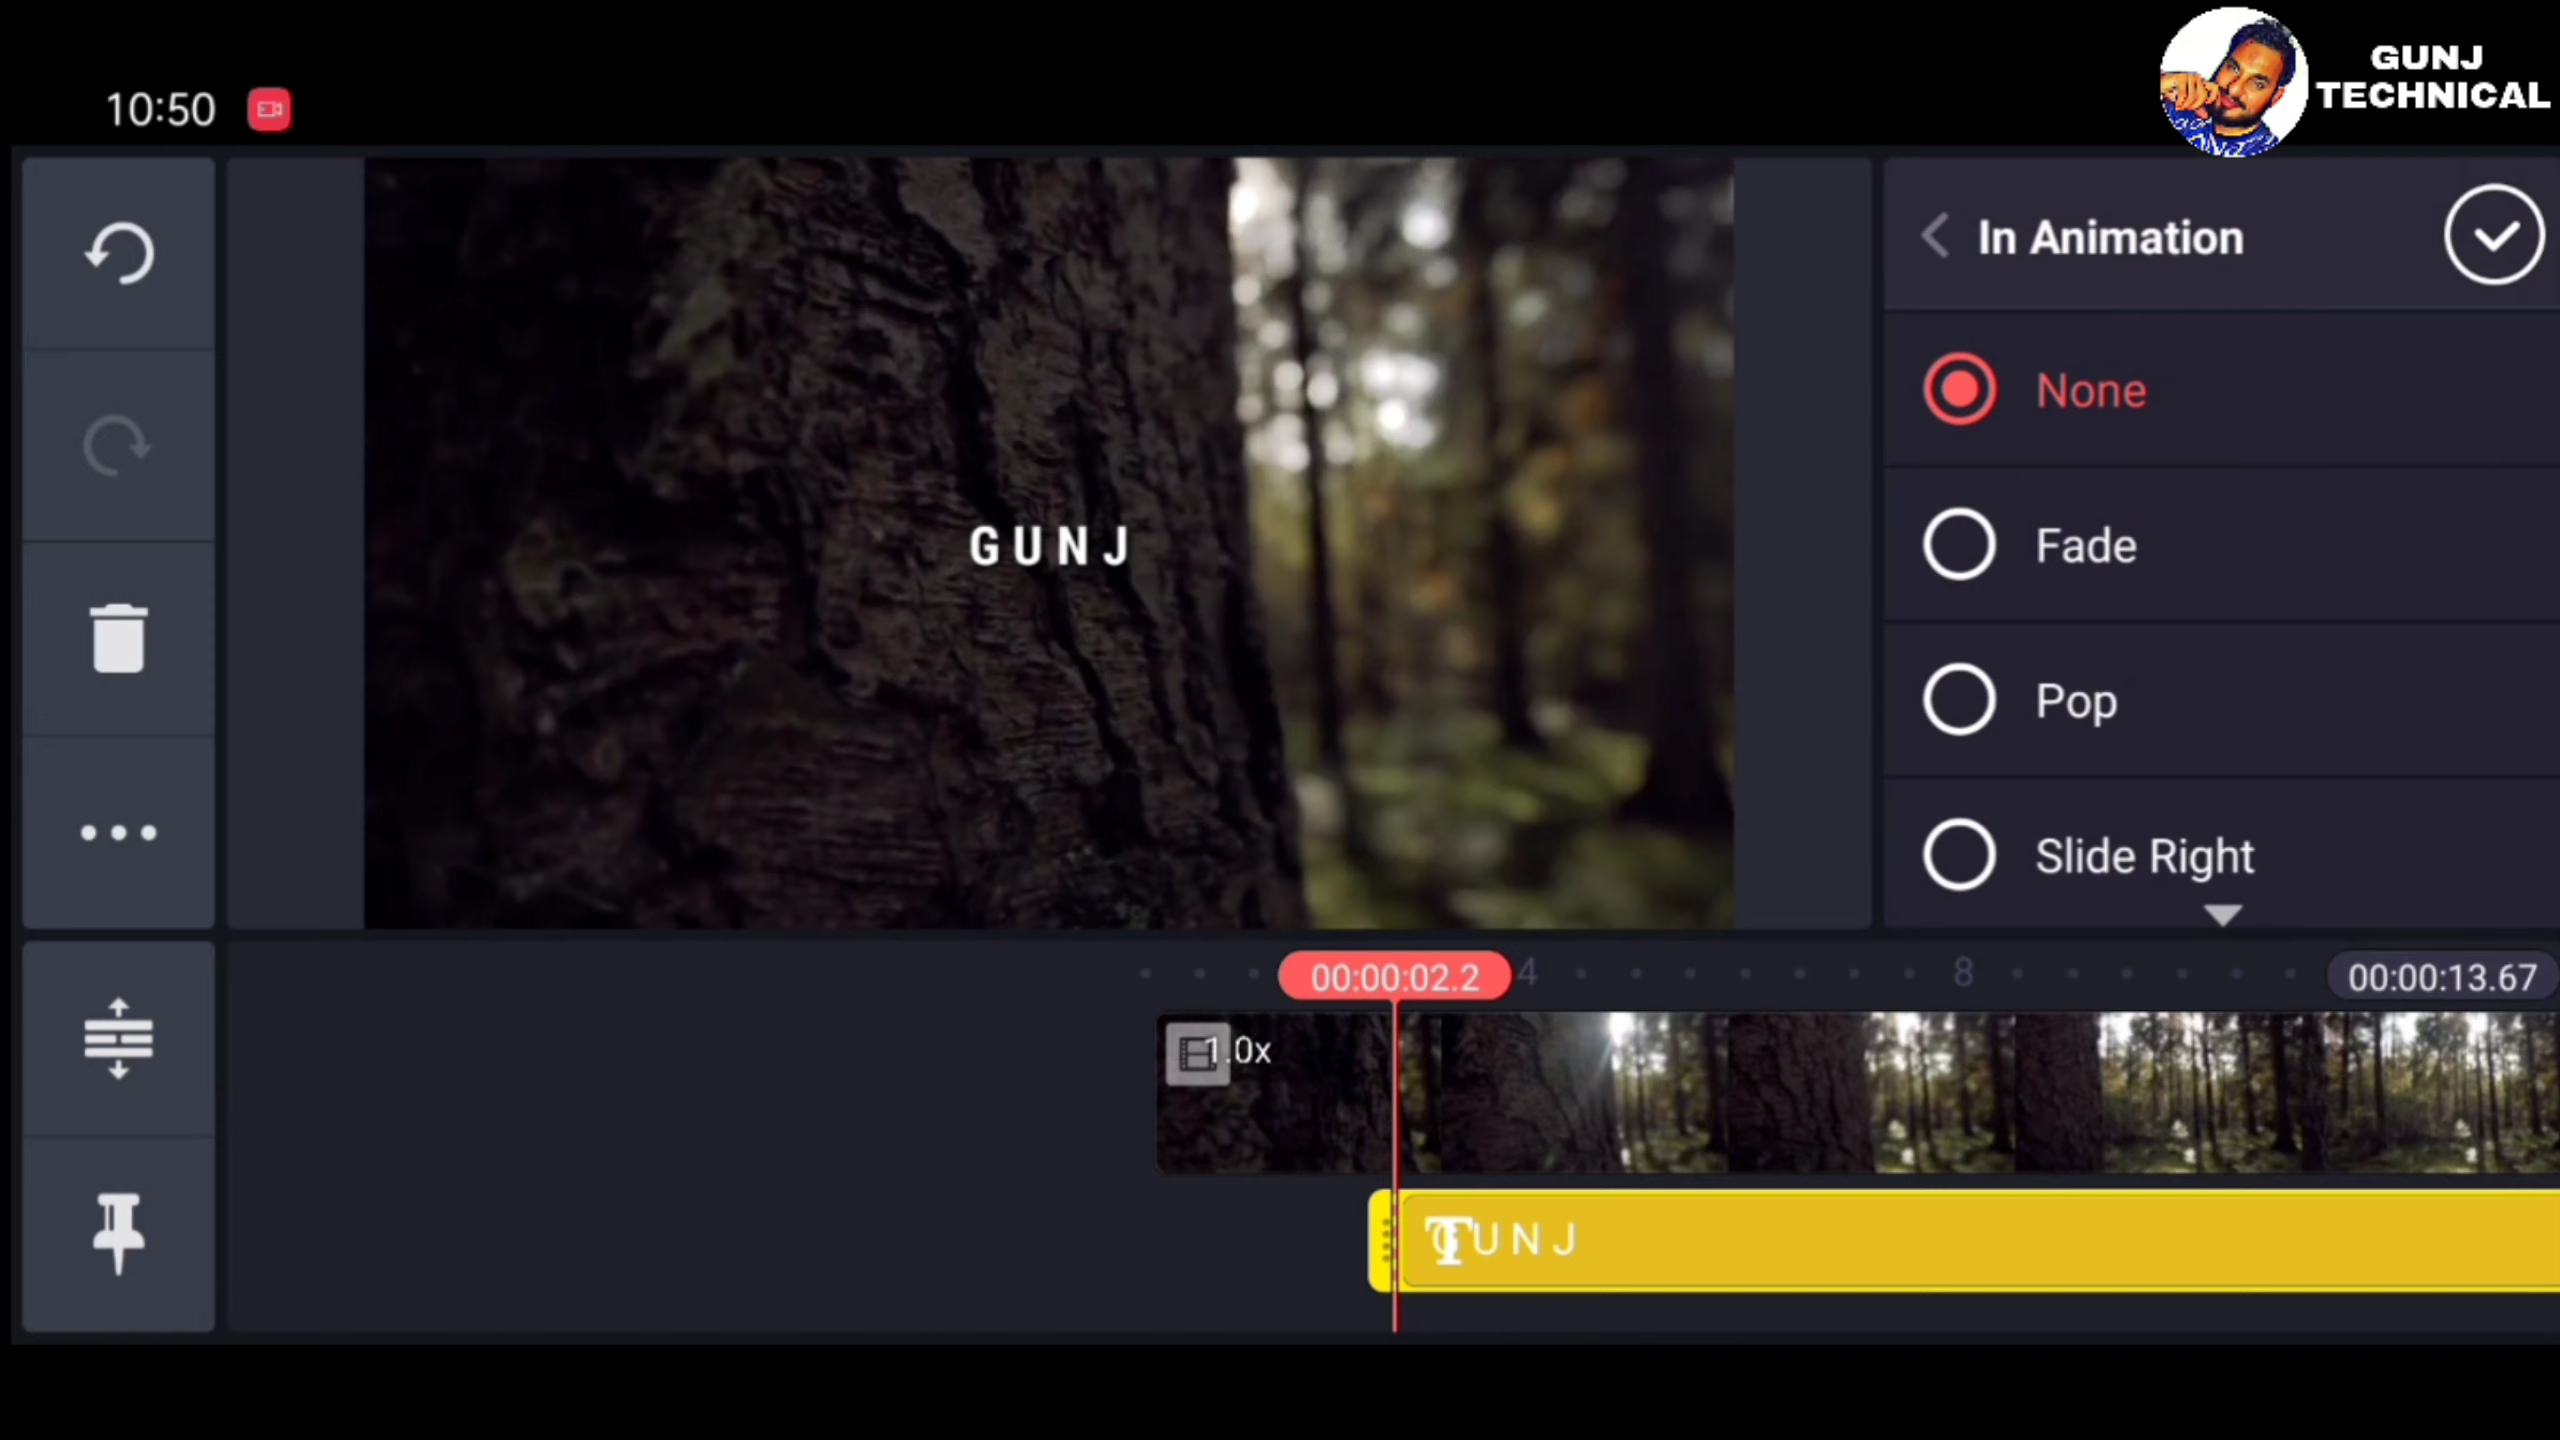 10:50
GUNJ
TECHNICAL
In Animation
None
GUNJ
Fade
Pop
Slide Right
00:00:02.2
4
8
00:00:13.67
1.0x
GUNJ